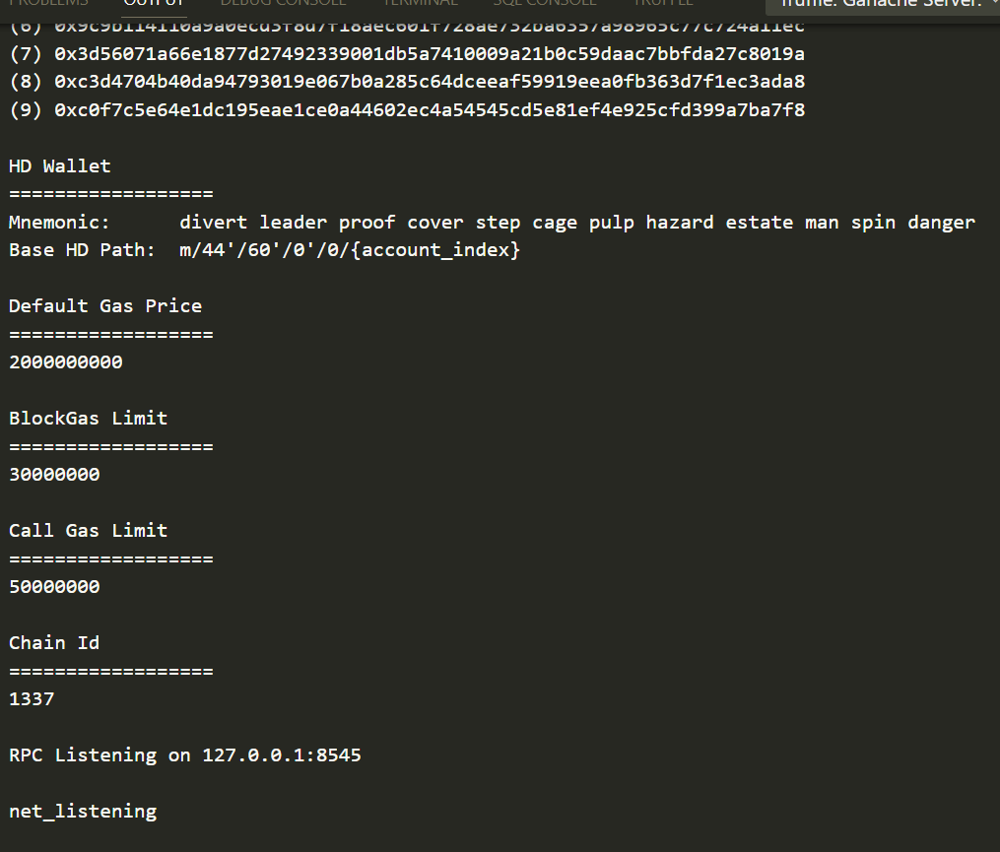 PROBLEMS OUTPUT DEBUG CONSOLE TERMINAL SQL CONSOLE TRUFFLE Truffle: Ganache Server:
(6)
(7) 0x3d56071a66e1877d27492339001db5a7410009a21b0c59daac7bbfda27c8019a
(8) 0xc3d4704b40da94793019e067b0a285c64dceeaf59919eea0fb363d7f1ec3ada8
(9) 0xc0f7c5e64e1dc195eae1ce0a44602ec4a54545cd5e81ef4e925cfd399a7ba7f8
HD Wallet
==================
Mnemonic: divert leader proof cover step cage pulp hazard estate man spin danger
Base HD Path: m/44'/60'/0'/0/{account_index}
Default Gas Price
==================
2000000000
BlockGas Limit
==================
30000000
Call Gas Limit
==================
50000000
Chain Id
==================
1337
RPC Listening on 127.0.0.1:8545
net_listening